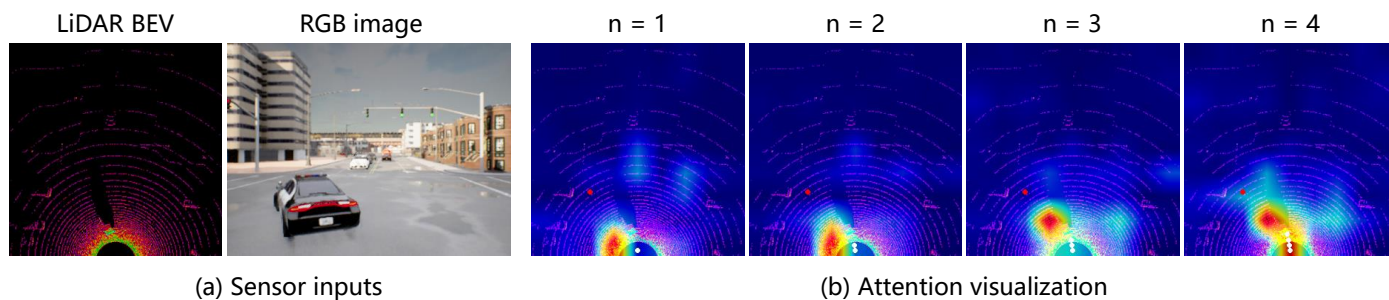 LiDAR BEV RGB image n = 1 n = 2 n = 3 n = 4
(a) Sensor inputs (b) Attention visualization